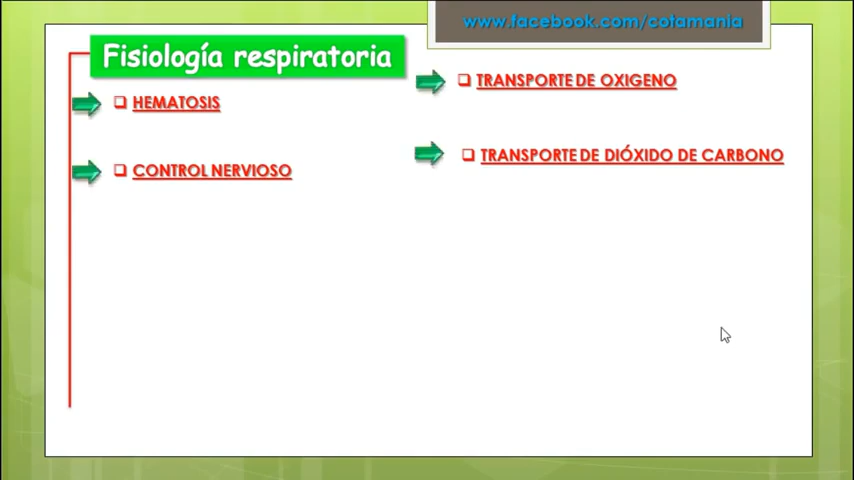 www.facebook.com/cotamania
Fisiología respiratoria
HEMATOSIS
CONTROL NERVIOSO
TRANSPORTE DE OXIGENO
TRANSPORTE DE DIÓXIDO DE CARBONO